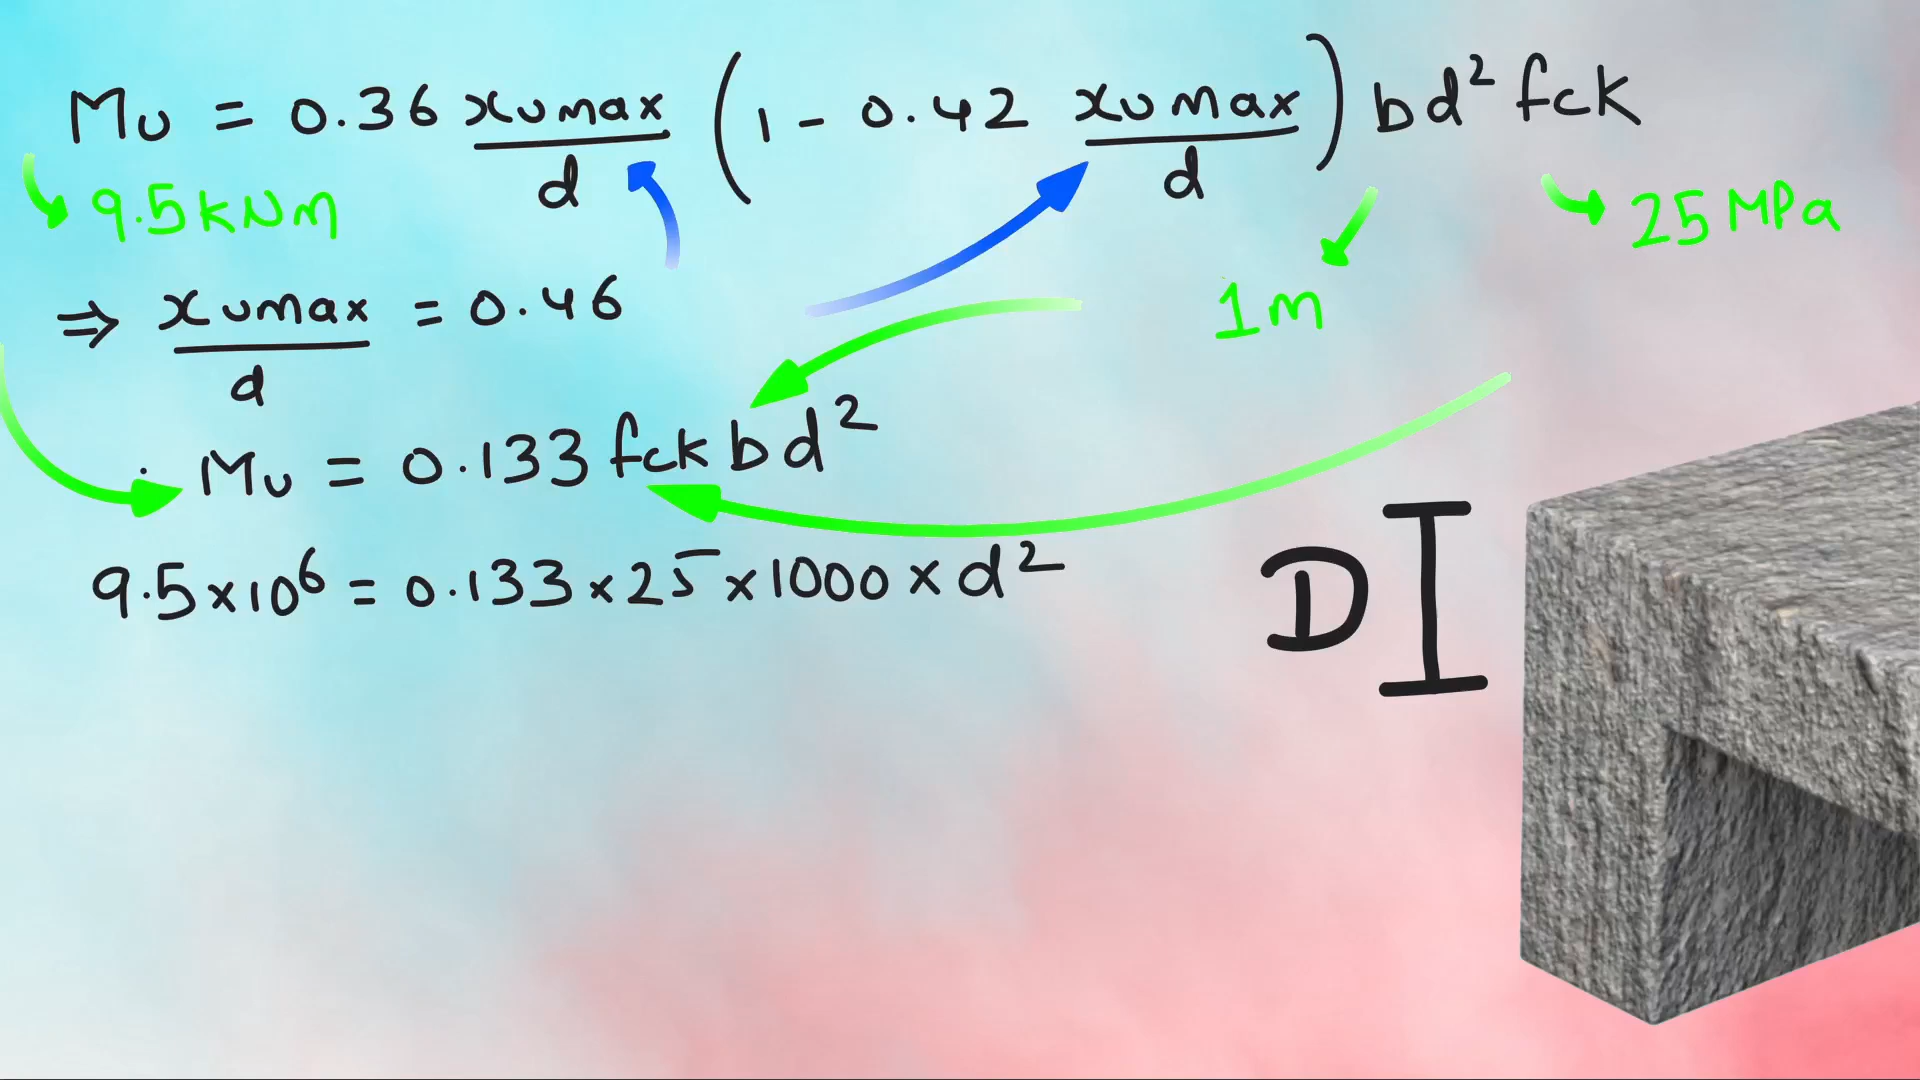 Mu = 0.36 xumax/d (1 - 0.42 xumax/d) bd² fck
9.5kNm
25 MPa
1m
⇒ xumax/d = 0.46
∴ Mu = 0.133 fck bd²
9.5×10⁶ = 0.133×25×1000×d²
D